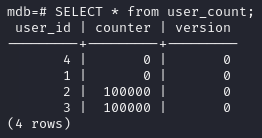 mdb=# SELECT * from user_count;
 user_id | counter | version
---------+---------+---------
       4 |       0 |       0
       1 |       0 |       0
       2 |  100000 |       0
       3 |  100000 |       0
(4 rows)